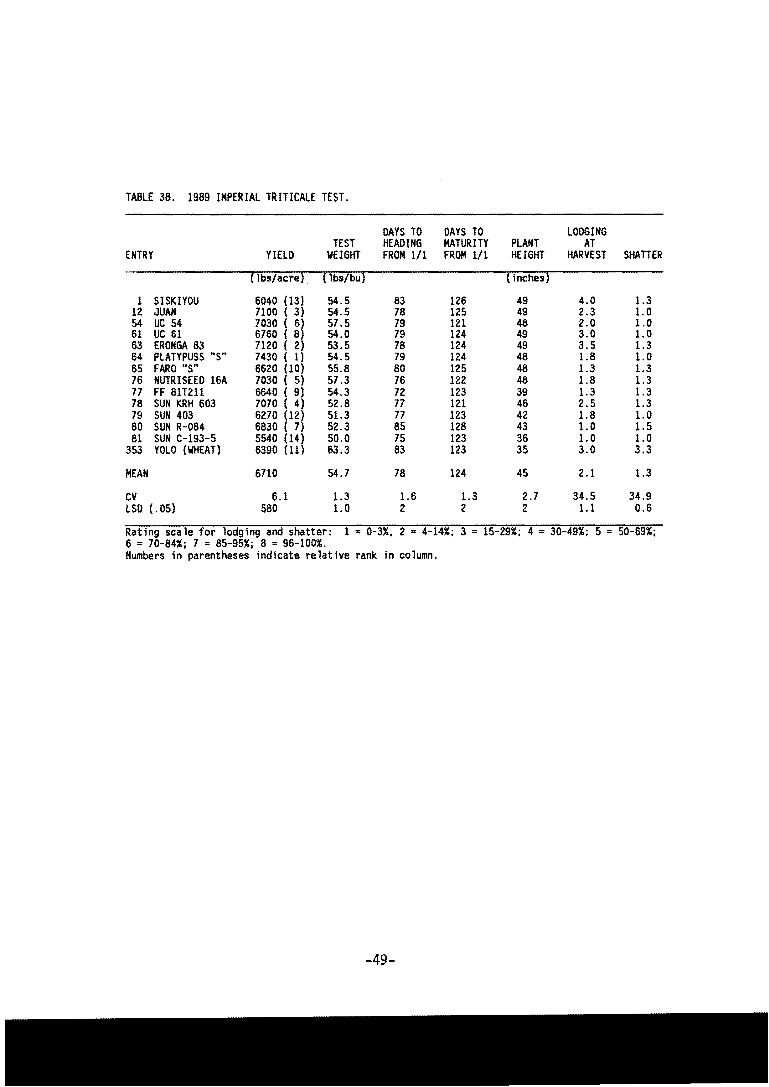 TABLE 38. 1989 IMPERIAL TRITICALE TEST.
DAYS TO DAYS TO LODGING
TEST HEADING MATURITY PLANT AT
ENTRY YIELD WEIGHT FROM 1/1 FROM 1/1 HEIGHT HARVEST SHATTER
(lbs/acre) (lbs/bu) (inches)
1 SISKIYOU 6040 (13) 54.5 83 126 49 4.0 1.3
12 JUAN 7100 ( 3) 54.5 78 125 49 2.3 1.0
54 UC 54 7030 ( 6) 57.5 79 121 48 2.0 1.0
61 UC 61 6760 ( 8) 54.0 79 124 49 3.0 1.0
63 ERONGA 83 7120 ( 2) 53.5 78 124 49 3.5 1.3
64 PLATYPUSS "S" 7430 ( 1) 54.5 79 124 48 1.8 1.0
65 FARO "S" 6620 (10) 55.8 80 125 48 1.3 1.3
76 NUTRISEED 16A 7030 ( 5) 57.3 76 122 48 1.8 1.3
77 FF 81T211 6640 ( 9) 54.3 72 123 39 1.3 1.3
78 SUN KRH 603 7070 ( 4) 52.8 77 121 46 2.5 1.3
79 SUN 403 6270 (12) 51.3 77 123 42 1.8 1.0
80 SUN R-084 6830 ( 7) 52.3 85 128 43 1.0 1.5
81 SUN C-193-5 5540 (14) 50.0 75 123 36 1.0 1.0
353 YOLO (WHEAT) 6390 (11) 63.3 83 123 35 3.0 3.3
MEAN 6710 54.7 78 124 45 2.1 1.3
CV 6.1 1.3 1.6 1.3 2.7 34.5 34.9
LSD (.05) 580 1.0 2 2 2 1.1 0.6
Rating scale for lodging and shatter: 1 = 0-3%, 2 = 4-14%; 3 = 15-29%; 4 = 30-49%; 5 = 50-69%;
6 = 70-84%; 7 = 85-95%; 8 = 96-100%.
Numbers in parentheses indicate relative rank in column.
-49-